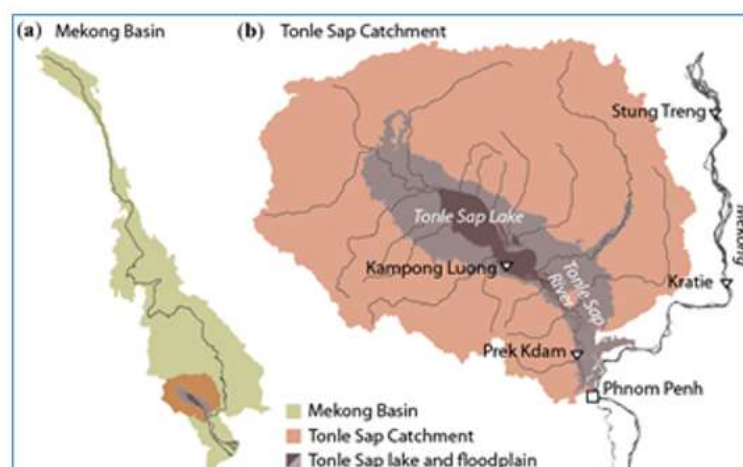 (a) Mekong Basin
(b) Tonle Sap Catchment
Stung Treng
Mekong
Tonle Sap Lake
Kampong Luong
Tonle Sap
River
Kratie
Prek Kdam
Phnom Penh
Mekong Basin
Tonle Sap Catchment
Tonle Sap lake and floodplain